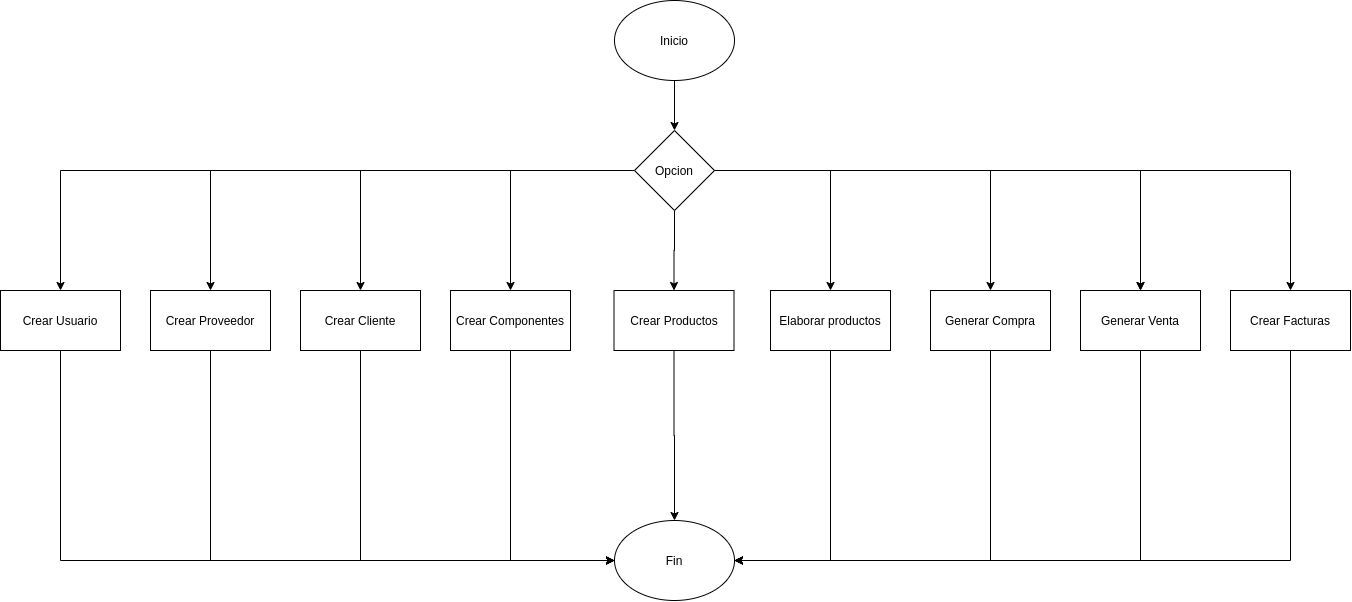 Inicio
Opcion
Crear Usuario
Crear Proveedor
Crear Cliente
Crear Componentes
Crear Productos
Elaborar productos
Generar Compra
Generar Venta
Crear Facturas
Fin